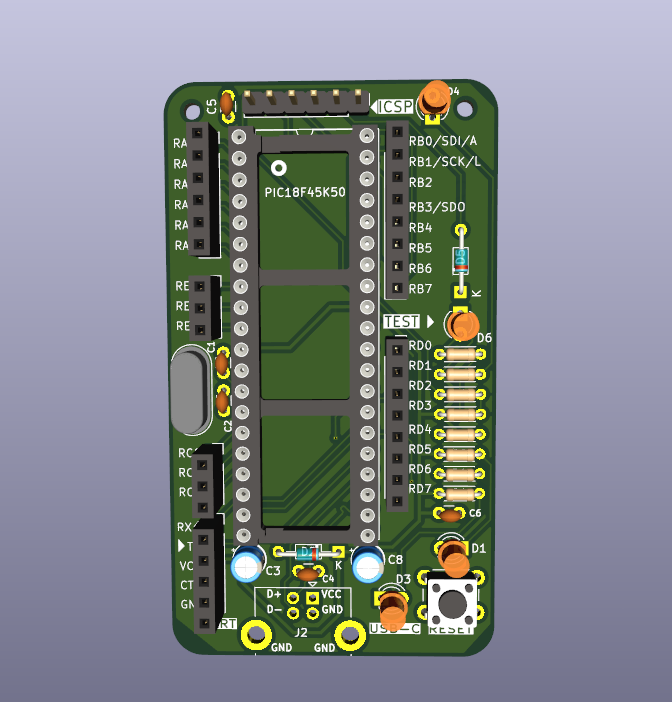 C5
ICSP
D4
RA
RA
RA
RA
RA
RA
PIC18F45K50
RB0/SDI/A
RB1/SCK/L
RB2
RB3/SDO
RB4
RB5
RB6
RB7
D5
K
RE
RE
RE
TEST
D6
C1
C2
RD0
RD1
RD2
RD3
RD4
RD5
RD6
RD7
RC
RC
RC
C6
RX
T
VC
CT
GN
RT
C3
K
C4
C8
D1
D3
D+
D-
VCC
GND
J2
GND
GND
RESET